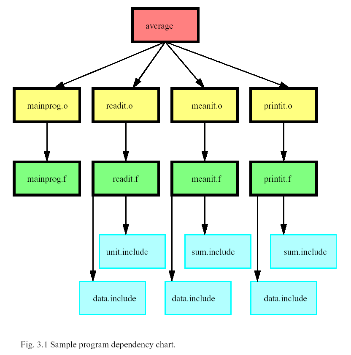 average
mainprog.o readit.o meanit.o printit.o
mainprog.f readit.f meanit.f printit.f
unit.include sum.include sum.include
data.include data.include data.include
Fig. 3.1 Sample program dependency chart.